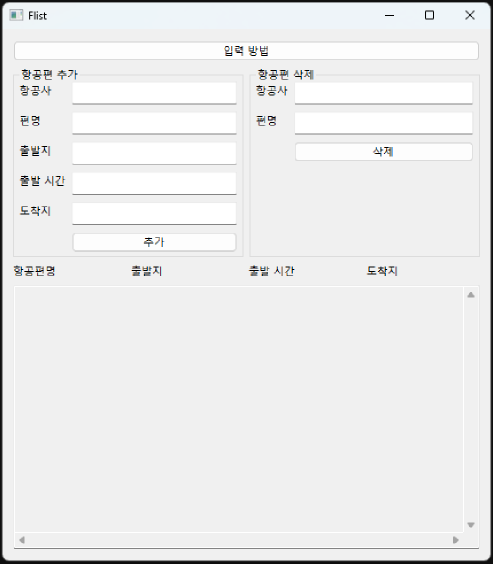 Flist
입력 방법
항공편 추가
항공사
편명
출발지
출발 시간
도착지
추가
항공편 삭제
항공사
편명
삭제
항공편명 출발지 출발 시간 도착지